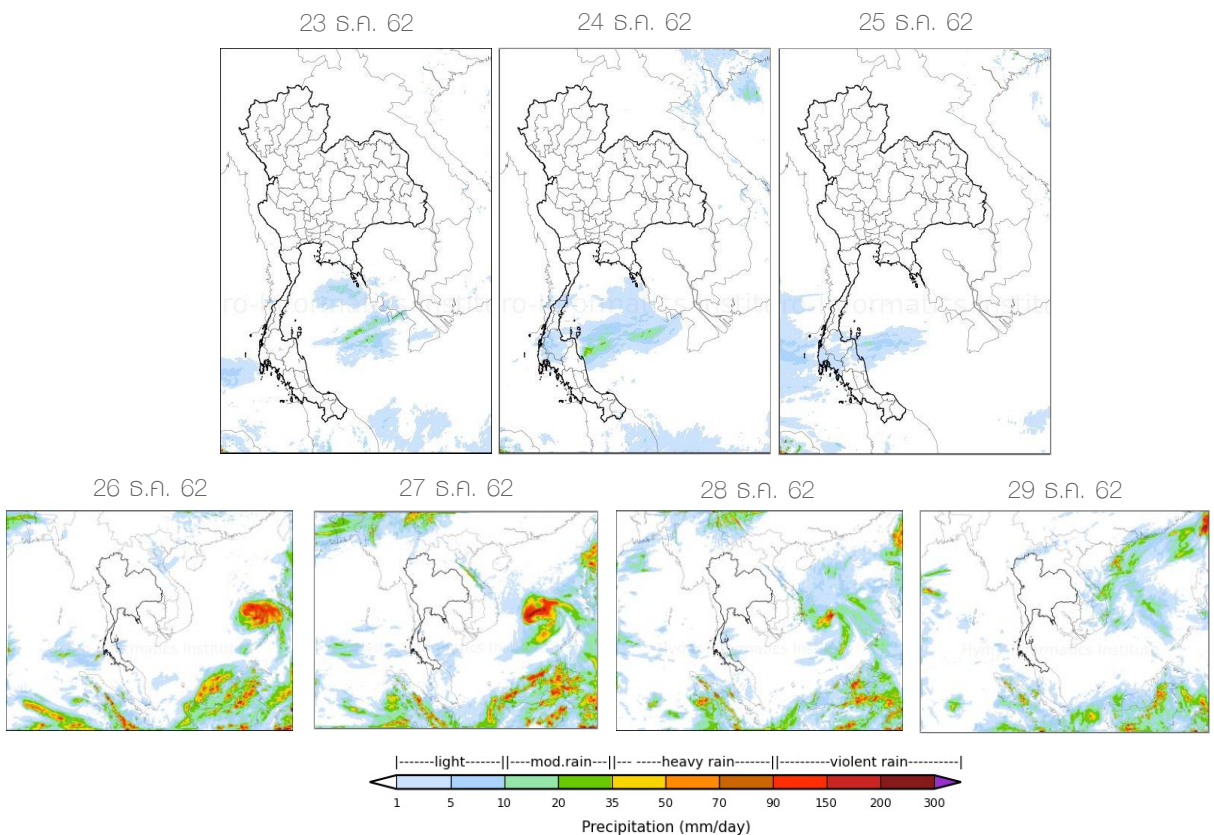 23 ธ.ค. 62
24 ธ.ค. 62
25 ธ.ค. 62
26 ธ.ค. 62
27 ธ.ค. 62
28 ธ.ค. 62
29 ธ.ค. 62
|------light-------||---mod.rain--||--- ----heavy rain------||--------violent rain---------|
1 5 10 20 35 50 70 90 150 200 300
Precipitation (mm/day)